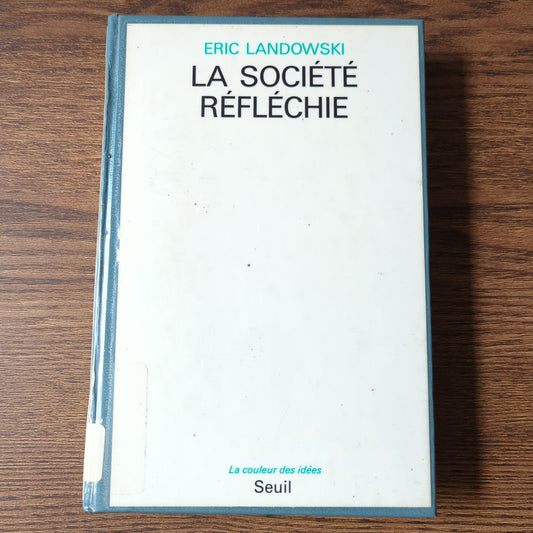 ERIC LANDOWSKI
LA SOCIÉTÉ
RÉFLÉCHIE
La couleur des idées
Seuil